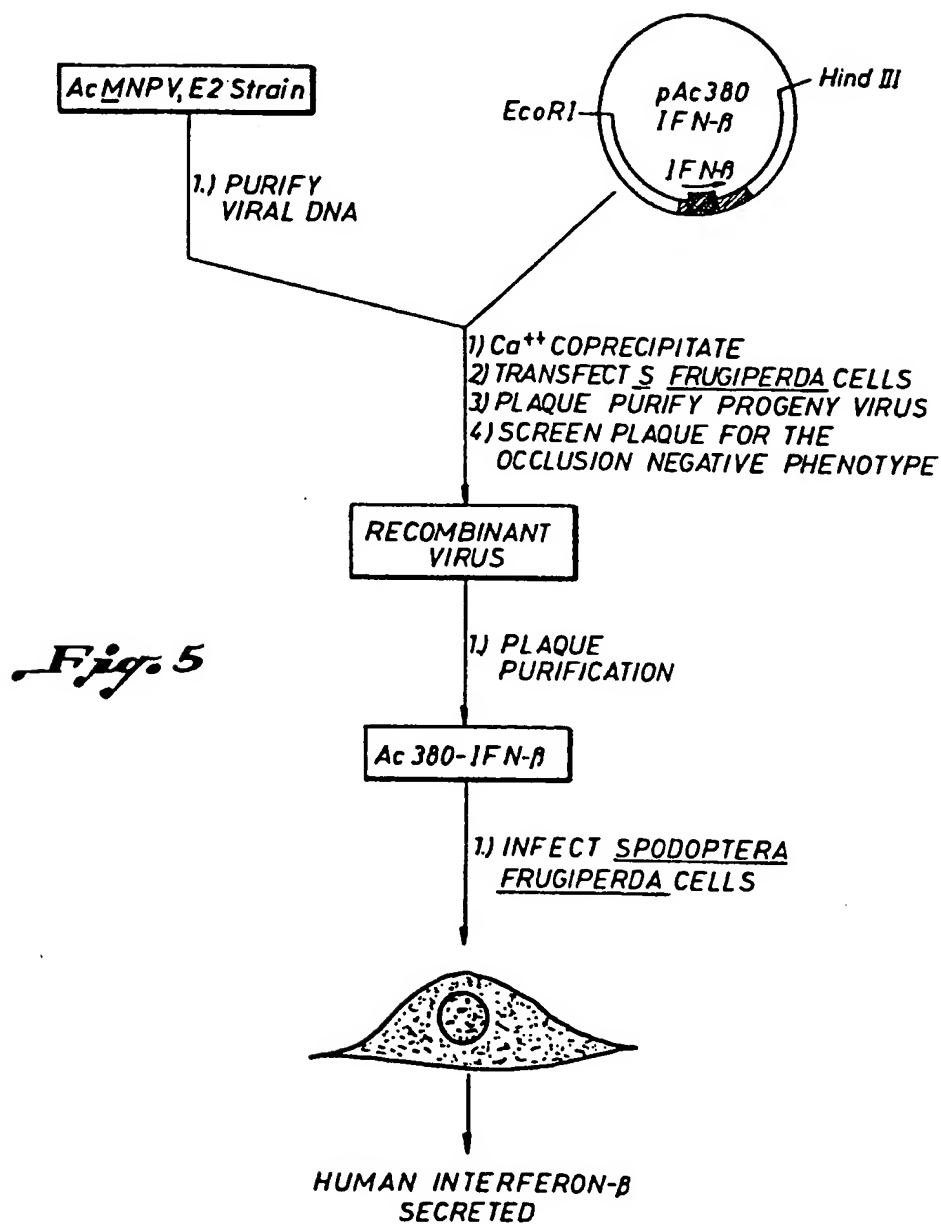 AcMNPV, E2 Strain
Hind III
pAc380
IFN-β
EcoRI
IFN-β
1.) PURIFY
VIRAL DNA
1) Ca++ COPRECIPITATE
2) TRANSFECT S FRUGIPERDA CELLS
3) PLAQUE PURIFY PROGENY VIRUS
4) SCREEN PLAQUE FOR THE
OCCLUSION NEGATIVE PHENOTYPE
RECOMBINANT
VIRUS
Fig. 5
1.) PLAQUE
PURIFICATION
Ac 380-IFN-β
1.) INFECT SPODOPTERA
FRUGIPERDA CELLS
HUMAN INTERFERON-β
SECRETED